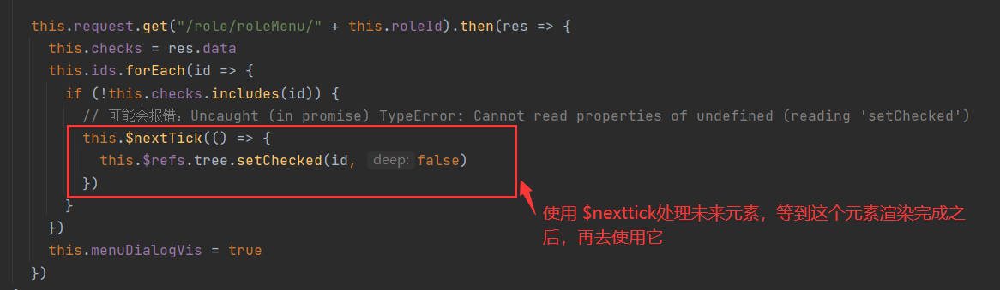 this.request.get("/role/roleMenu/" + this.roleId).then(res => {
this.checks = res.data
this.ids.forEach(id => {
if (!this.checks.includes(id)) {
// 可能会报错：Uncaught (in promise) TypeError: Cannot read properties of undefined (reading 'setChecked')
this.$nextTick(() => {
this.$refs.tree.setChecked(id, deep: false)
})
}
})
this.menuDialogVis = true
})
使用 $nexttick处理未来元素，等到这个元素渲染完成之
后，再去使用它